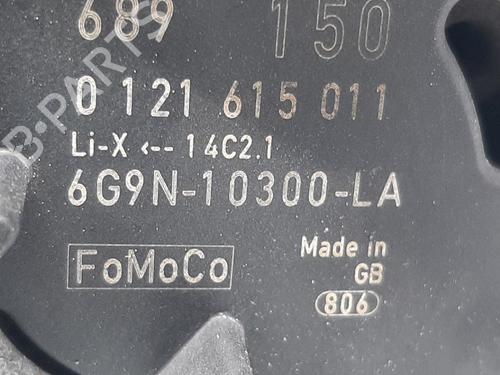 689 150
0 121 615 011
Li-X <-- 14C2.1
6G9N-10300-LA
FoMoCo
Made in
GB
806
B-PARTS